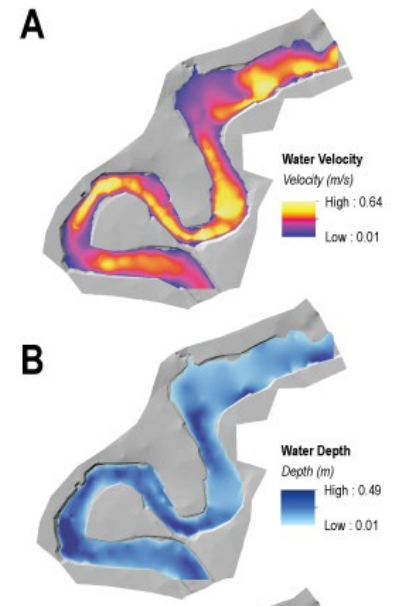 A
Water Velocity
Velocity (m/s)
High : 0.64
Low : 0.01
B
Water Depth
Depth (m)
High : 0.49
Low : 0.01